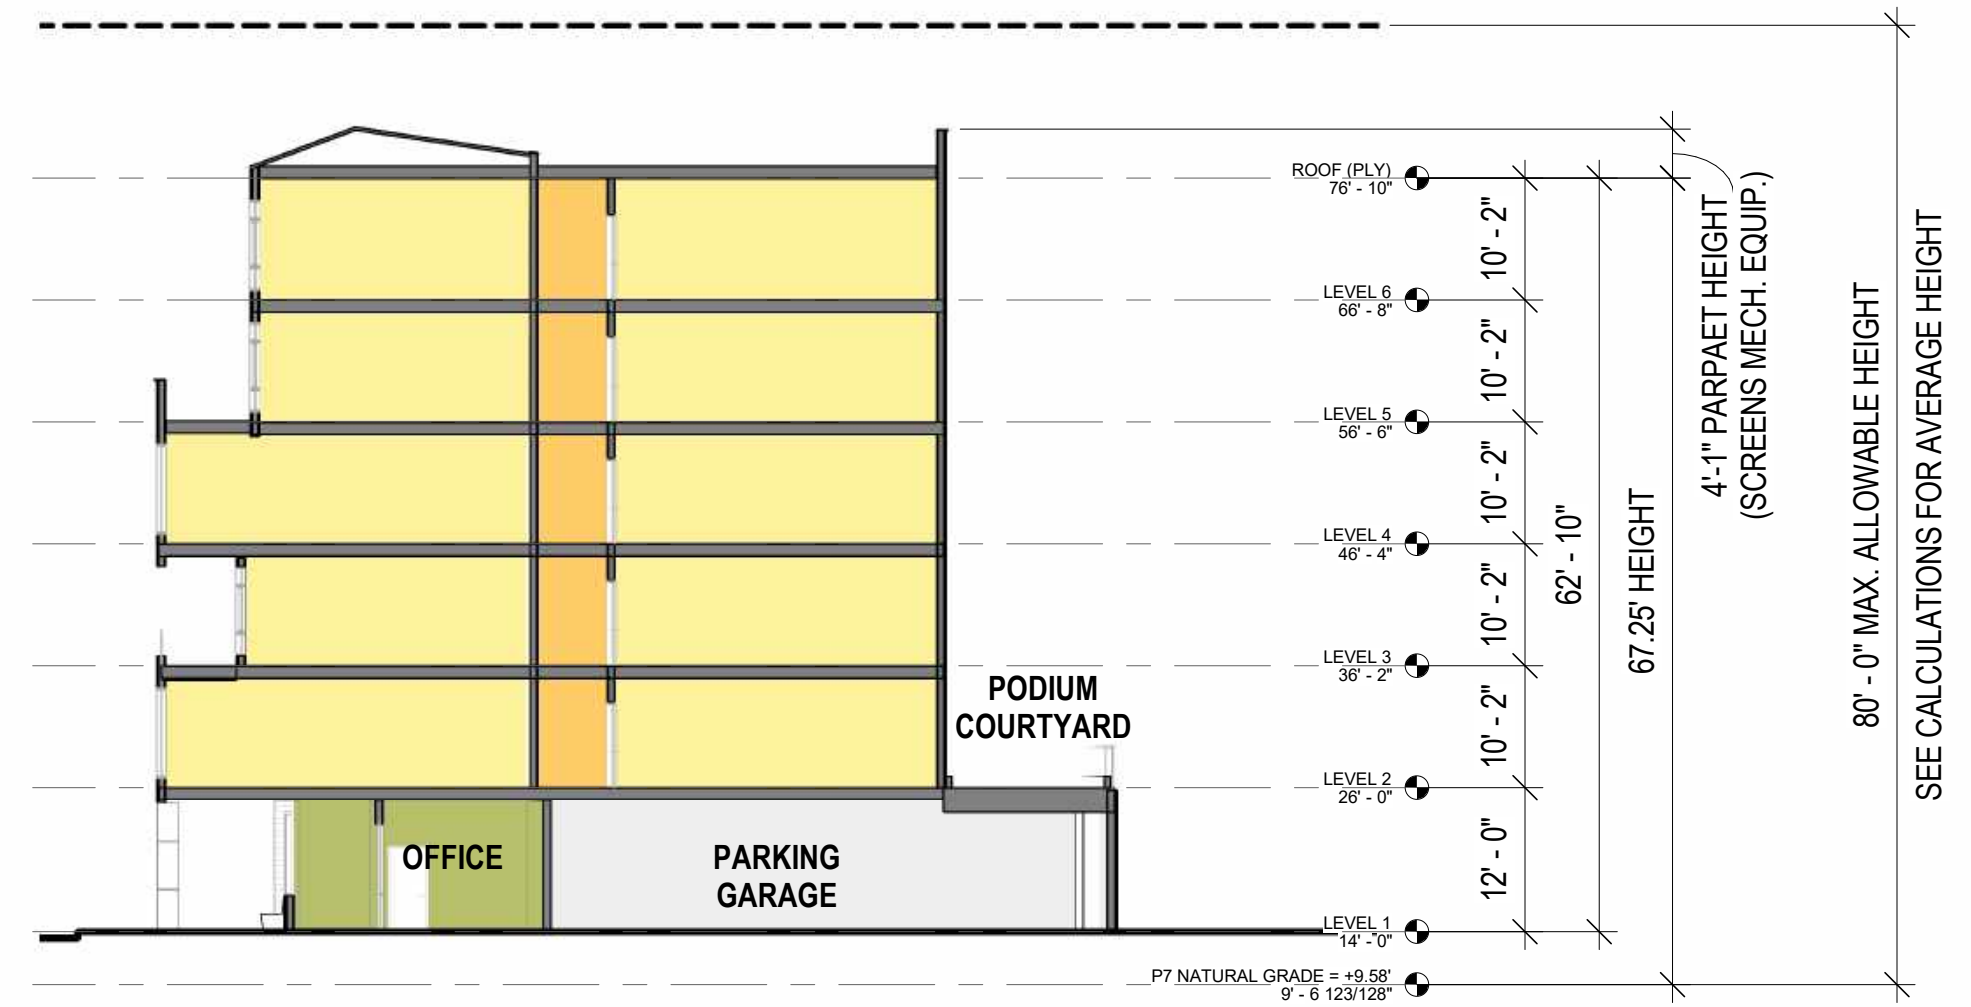 ROOF (PLY)
76' - 10"
LEVEL 6
66' - 8"
LEVEL 5
56' - 6"
LEVEL 4
46' - 4"
LEVEL 3
36' - 2"
LEVEL 2
26' - 0"
LEVEL 1
14' - 0"
P7 NATURAL GRADE = +9.58'
9' - 6 123/128"
10' - 2"
10' - 2"
10' - 2"
10' - 2"
10' - 2"
12' - 0"
62' - 10"
67.25' HEIGHT
4'-1" PARPAET HEIGHT
(SCREENS MECH. EQUIP.)
80' - 0" MAX. ALLOWABLE HEIGHT
SEE CALCULATIONS FOR AVERAGE HEIGHT
PODIUM
COURTYARD
OFFICE
PARKING
GARAGE